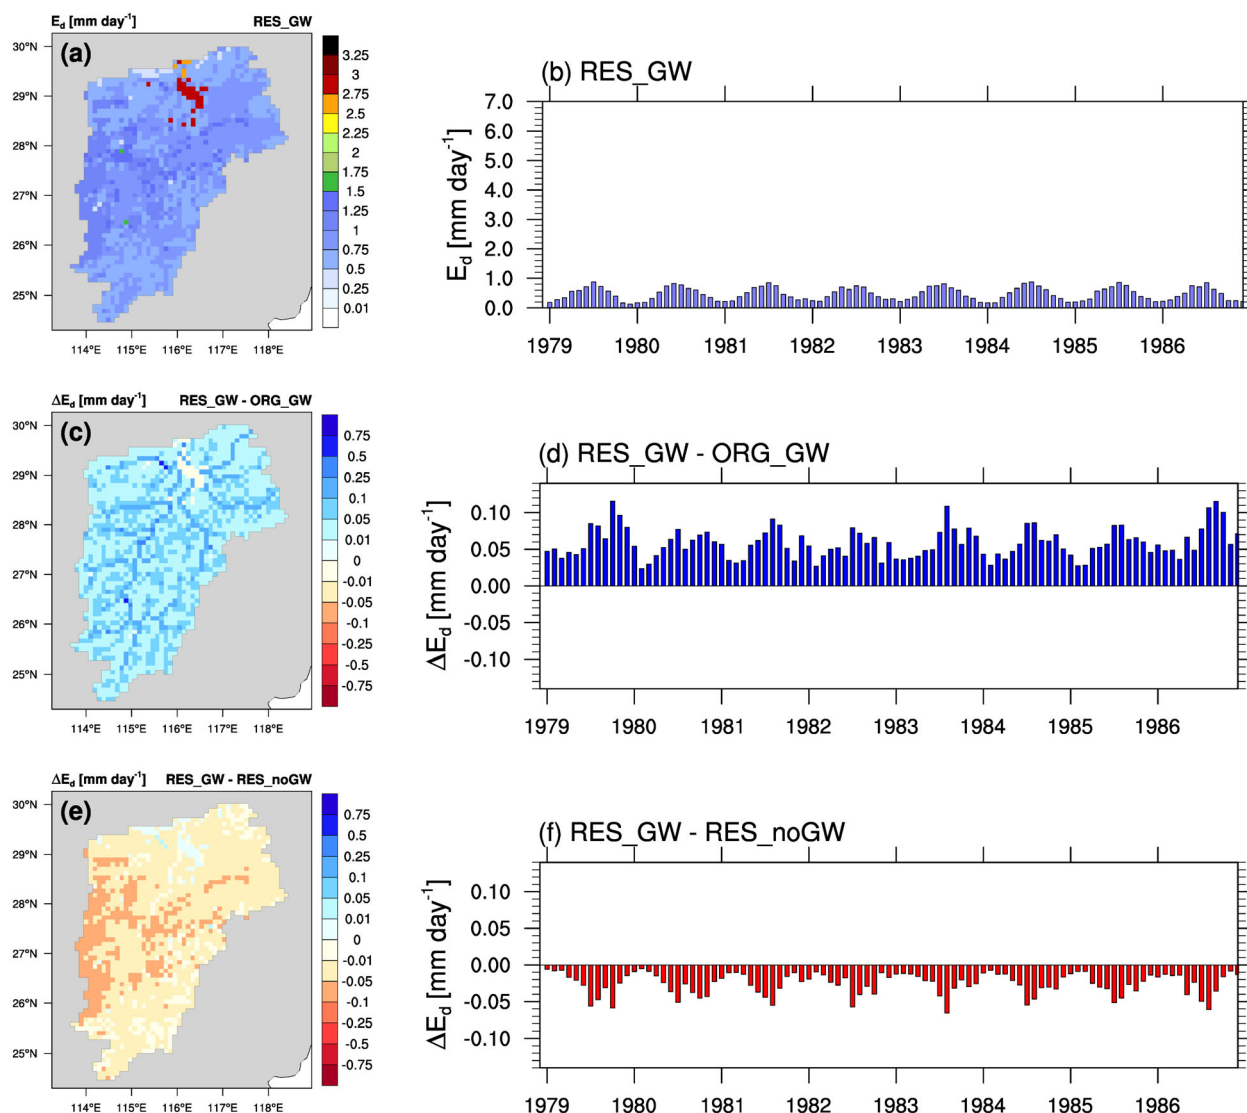 E_d [mm day⁻¹] RES_GW
(a)
30°N
29°N
28°N
27°N
26°N
25°N
114°E 115°E 116°E 117°E 118°E
3.25
3
2.75
2.5
2.25
2
1.75
1.5
1.25
1
0.75
0.5
0.25
0.01
(b) RES_GW
E_d [mm day⁻¹]
7.0
6.0
5.0
4.0
3.0
2.0
1.0
0.0
1979 1980 1981 1982 1983 1984 1985 1986
ΔE_d [mm day⁻¹] RES_GW - ORG_GW
(c)
30°N
29°N
28°N
27°N
26°N
25°N
114°E 115°E 116°E 117°E 118°E
0.75
0.5
0.25
0.1
0.05
0.01
0
-0.01
-0.05
-0.1
-0.25
-0.5
-0.75
(d) RES_GW - ORG_GW
ΔE_d [mm day⁻¹]
0.10
0.05
0.00
-0.05
-0.10
1979 1980 1981 1982 1983 1984 1985 1986
ΔE_d [mm day⁻¹] RES_GW - RES_noGW
(e)
30°N
29°N
28°N
27°N
26°N
25°N
114°E 115°E 116°E 117°E 118°E
0.75
0.5
0.25
0.1
0.05
0.01
0
-0.01
-0.05
-0.1
-0.25
-0.5
-0.75
(f) RES_GW - RES_noGW
ΔE_d [mm day⁻¹]
0.10
0.05
0.00
-0.05
-0.10
1979 1980 1981 1982 1983 1984 1985 1986